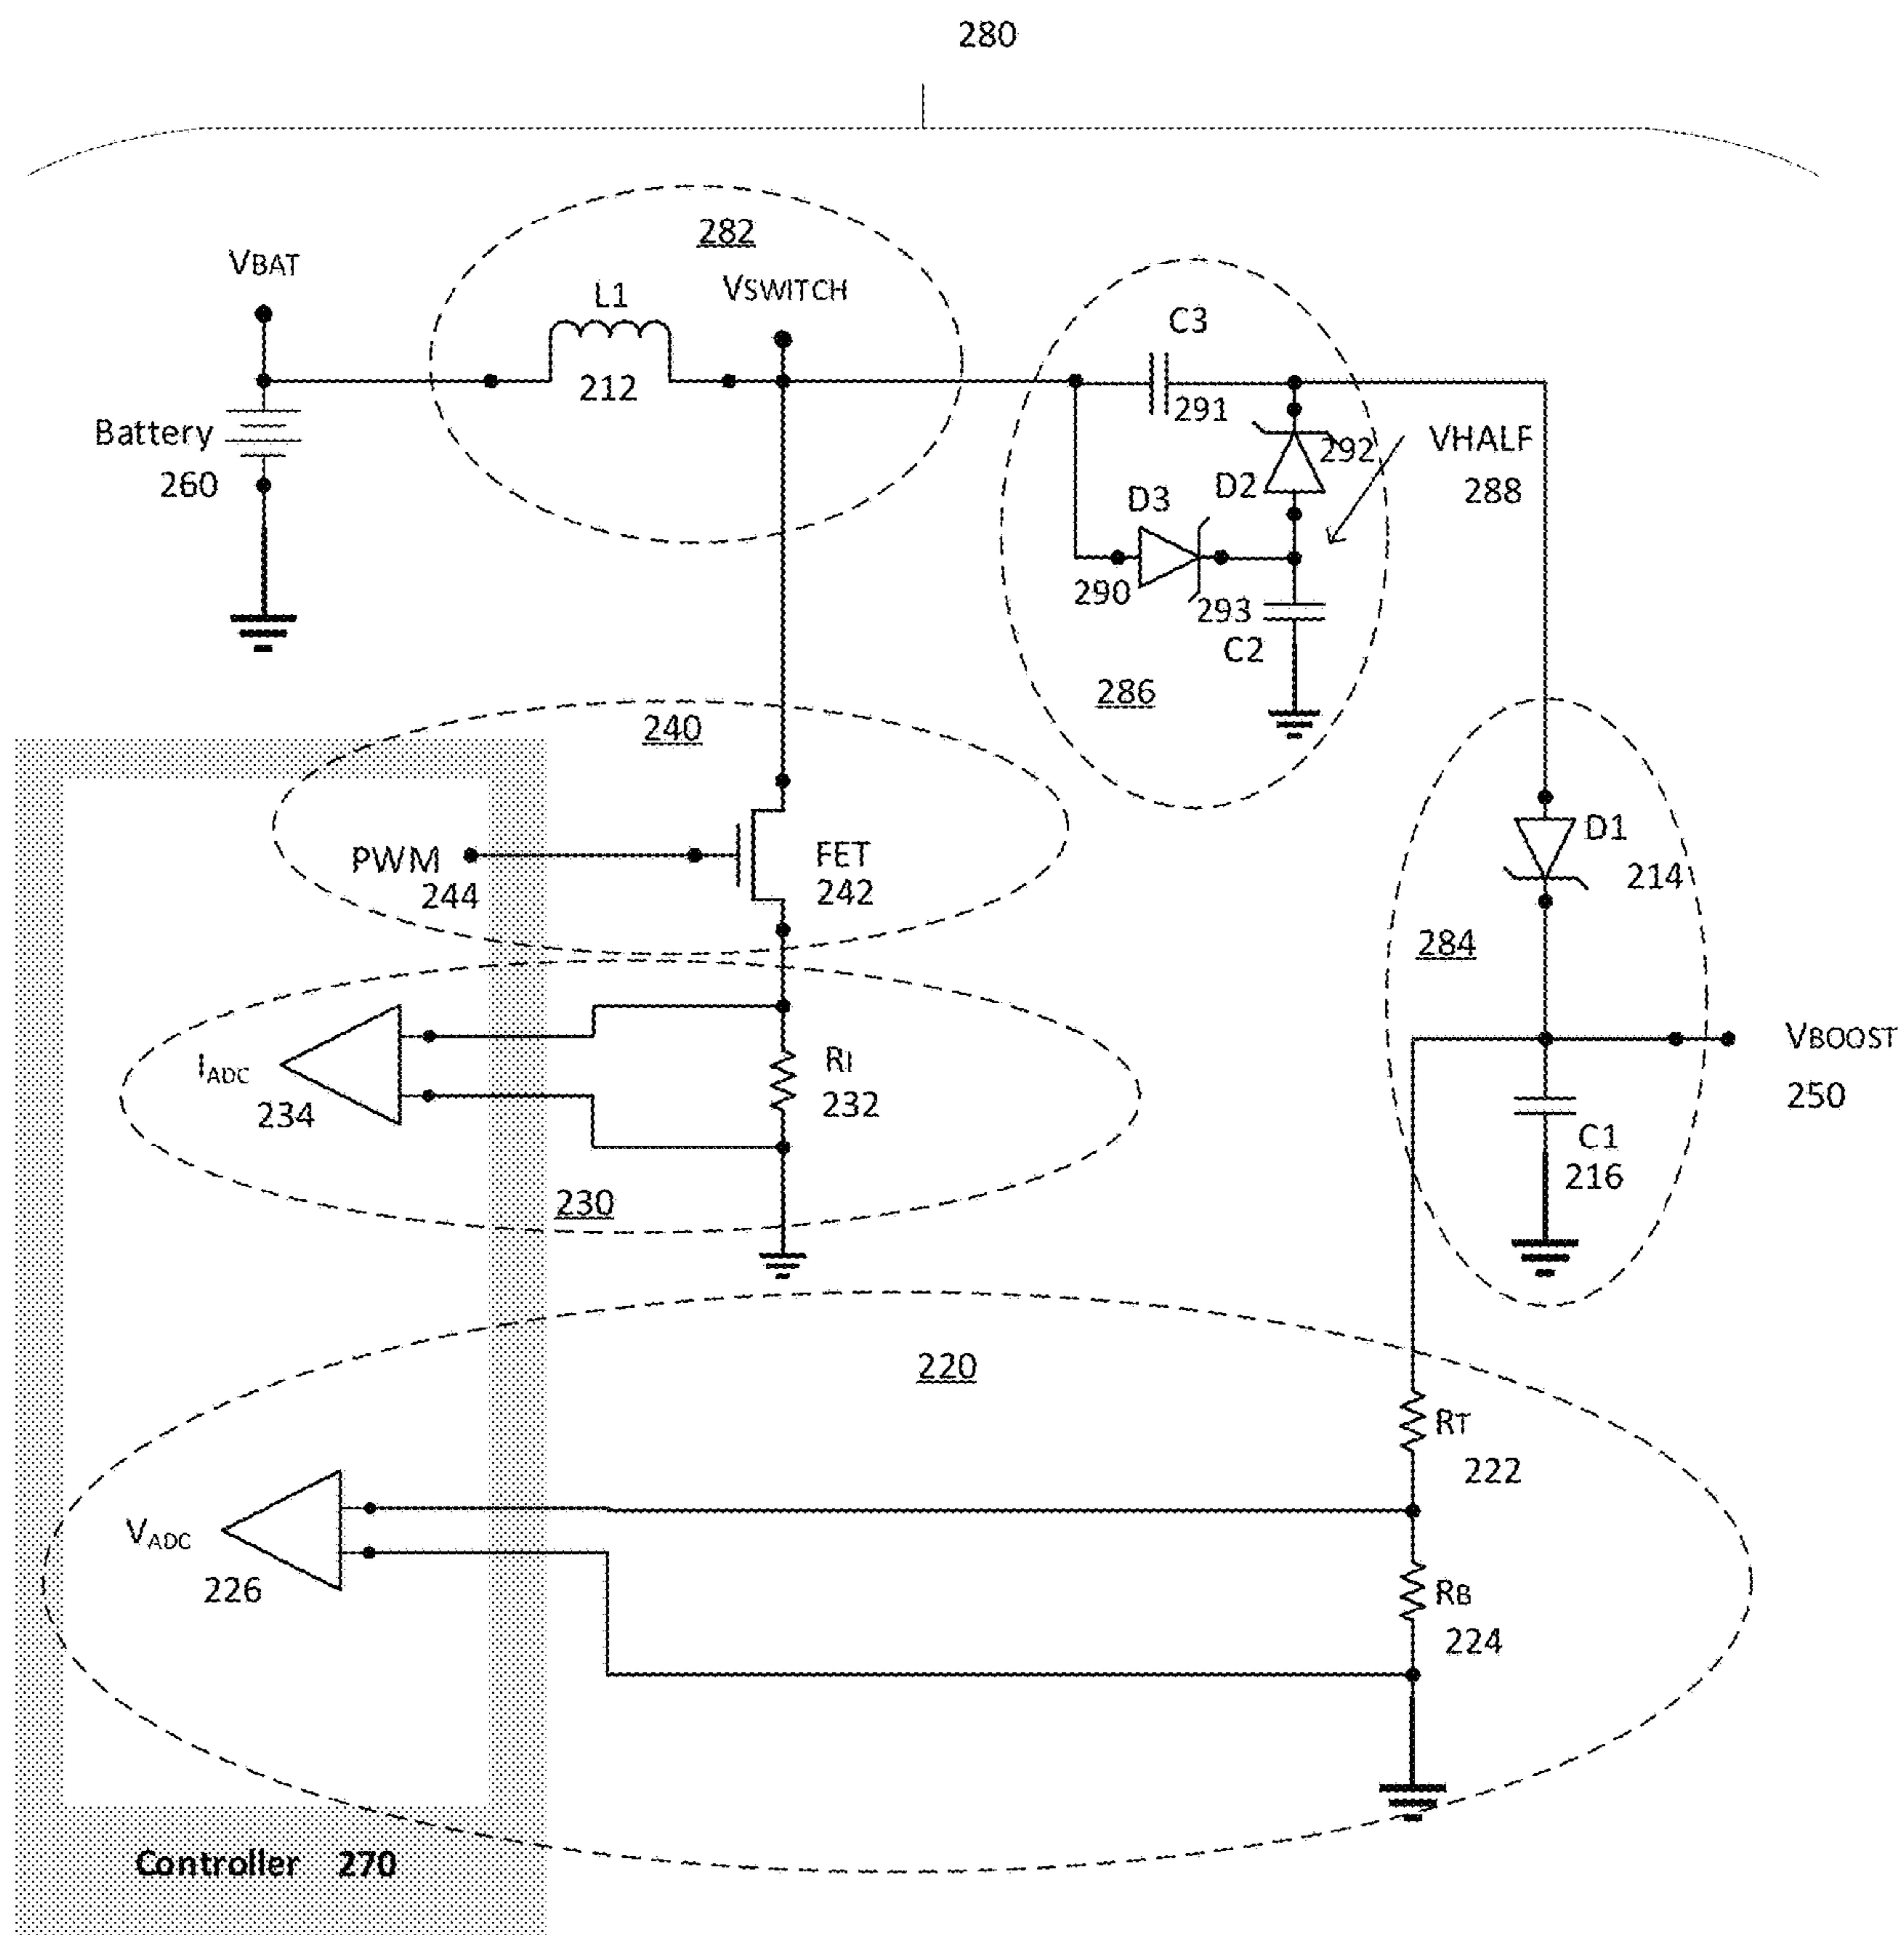 280
282
VBAT
L1
VSWITCH
212
Battery
260
C3
291
292
VHALF
288
D2
D3
290
293
C2
286
240
PWM
244
FET
242
D1
214
284
IADC
234
RI
232
VBOOST
250
C1
216
230
220
RT
222
VADC
226
RB
224
Controller 270